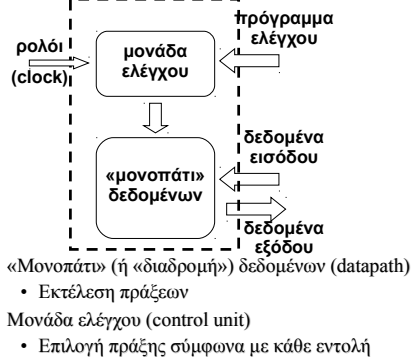 πρόγραμμα
ελέγχου
ρολόι
(clock)
μονάδα
ελέγχου
«μονοπάτι»
δεδομένων
δεδομένα
εισόδου
δεδομένα
εξόδου
«Μονοπάτι» (ή «διαδρομή») δεδομένων (datapath)
• Εκτέλεση πράξεων
Μονάδα ελέγχου (control unit)
• Επιλογή πράξης σύμφωνα με κάθε εντολή